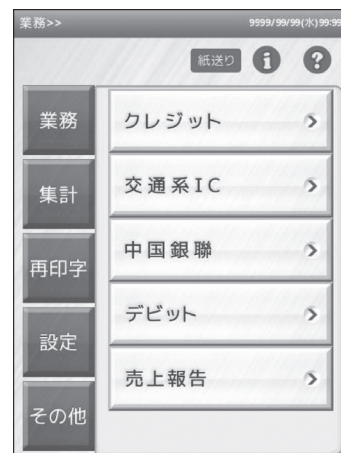 業務>> 9999/99/99(水)99:99
紙送り i ?
業務
集計
再印字
設定
その他
クレジット
交通系IC
中国銀聯
デビット
売上報告